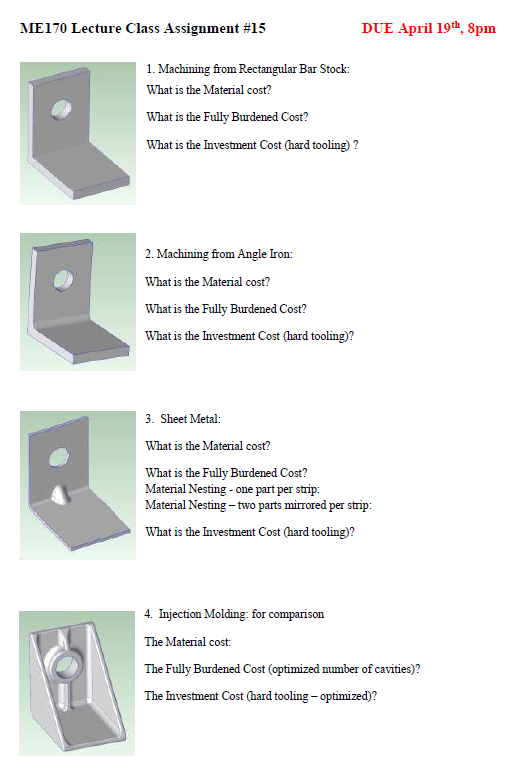 ME170 Lecture Class Assignment #15
DUE April 19th, 8pm
1. Machining from Rectangular Bar Stock:
What is the Material cost?
What is the Fully Burdened Cost?
What is the Investment Cost (hard tooling) ?
2. Machining from Angle Iron:
What is the Material cost?
What is the Fully Burdened Cost?
What is the Investment Cost (hard tooling)?
3. Sheet Metal:
What is the Material cost?
What is the Fully Burdened Cost?
Material Nesting - one part per strip:
Material Nesting – two parts mirrored per strip:
What is the Investment Cost (hard tooling)?
4. Injection Molding: for comparison
The Material cost:
The Fully Burdened Cost (optimized number of cavities)?
The Investment Cost (hard tooling – optimized)?